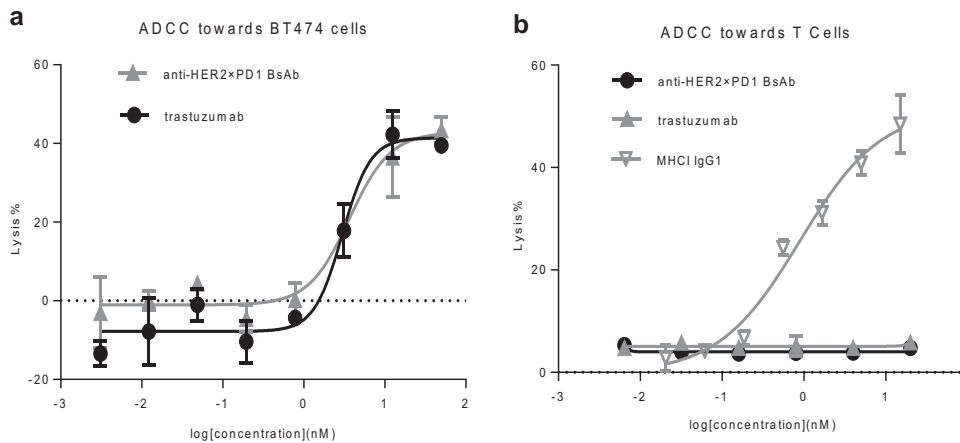 a
ADCC towards BT474 cells
60
40
20
0
-20
Lysis%
anti-HER2×PD1 BsAb
trastuzumab
-3 -2 -1 0 1 2
log[concentration](nM)
b
ADCC towards T Cells
60
40
20
0
Lysis%
anti-HER2×PD1 BsAb
trastuzumab
MHCI IgG1
-3 -2 -1 0 1
log[concentration](nM)